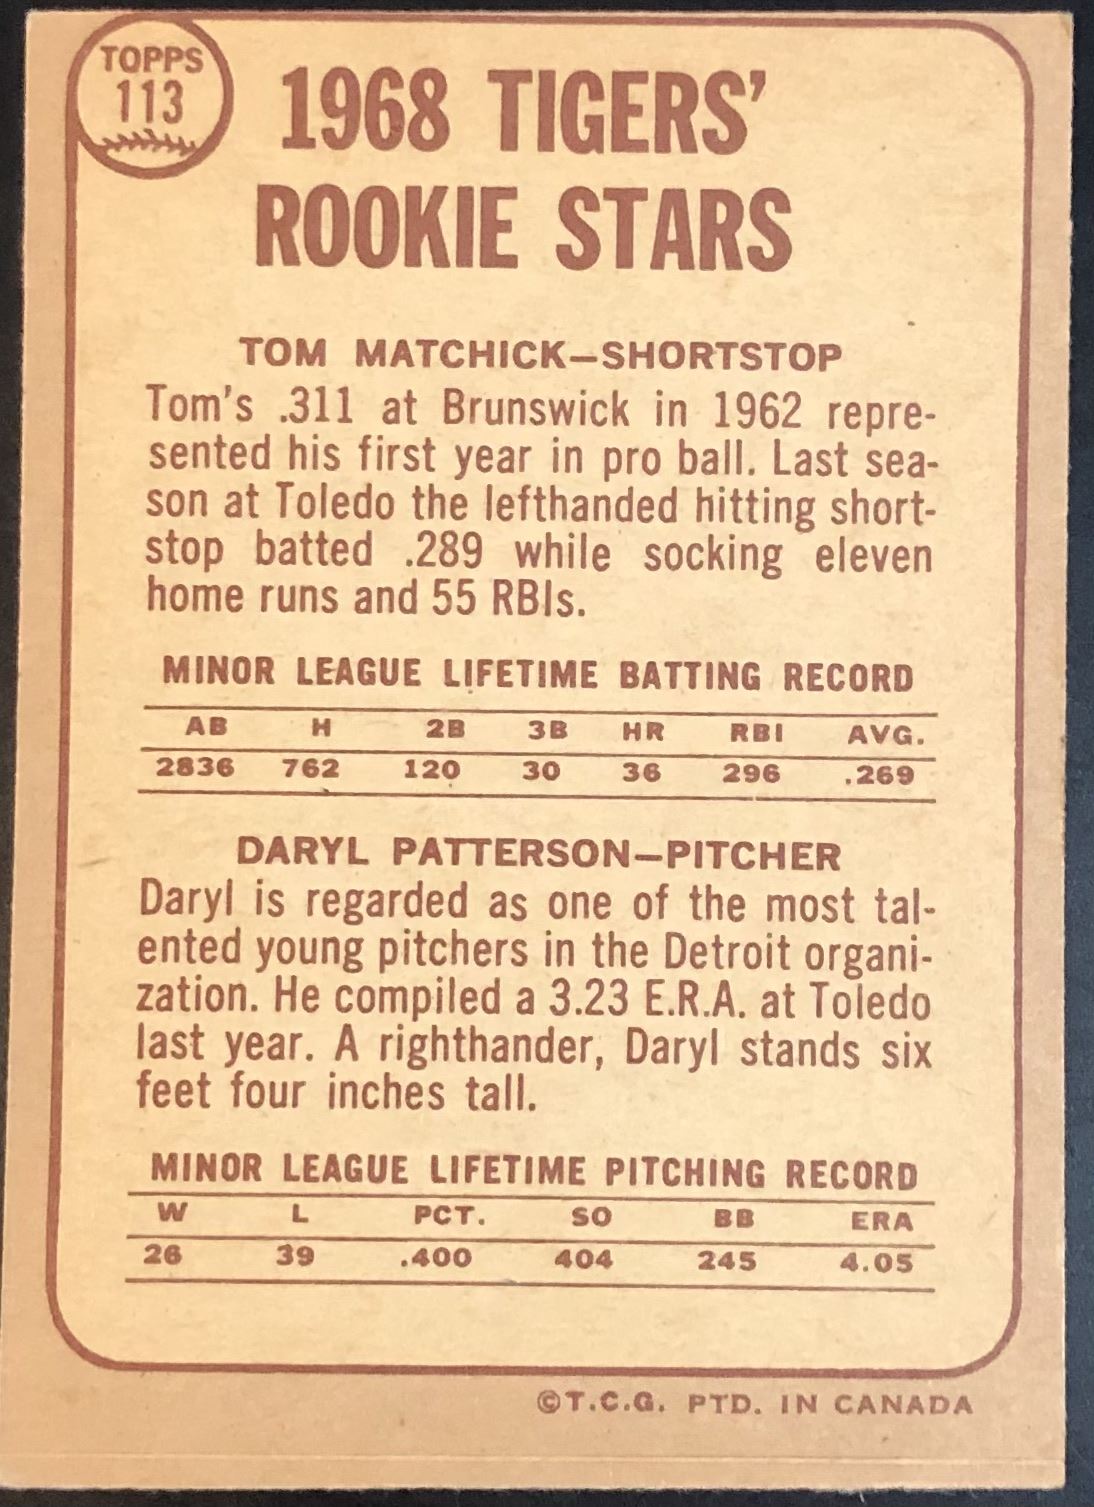 TOPPS
113
1968 TIGERS'
ROOKIE STARS
TOM MATCHICK—SHORTSTOP
Tom's .311 at Brunswick in 1962 repre-
sented his first year in pro ball. Last sea-
son at Toledo the lefthanded hitting short-
stop batted .289 while socking eleven
home runs and 55 RBIs.
MINOR LEAGUE LIFETIME BATTING RECORD
AB H 2B 3B HR RBI AVG.
2836 762 120 30 36 296 .269
DARYL PATTERSON—PITCHER
Daryl is regarded as one of the most tal-
ented young pitchers in the Detroit organi-
zation. He compiled a 3.23 E.R.A. at Toledo
last year. A righthander, Daryl stands six
feet four inches tall.
MINOR LEAGUE LIFETIME PITCHING RECORD
W L PCT. SO BB ERA
26 39 .400 404 245 4.05
©T.C.G. PTD. IN CANADA